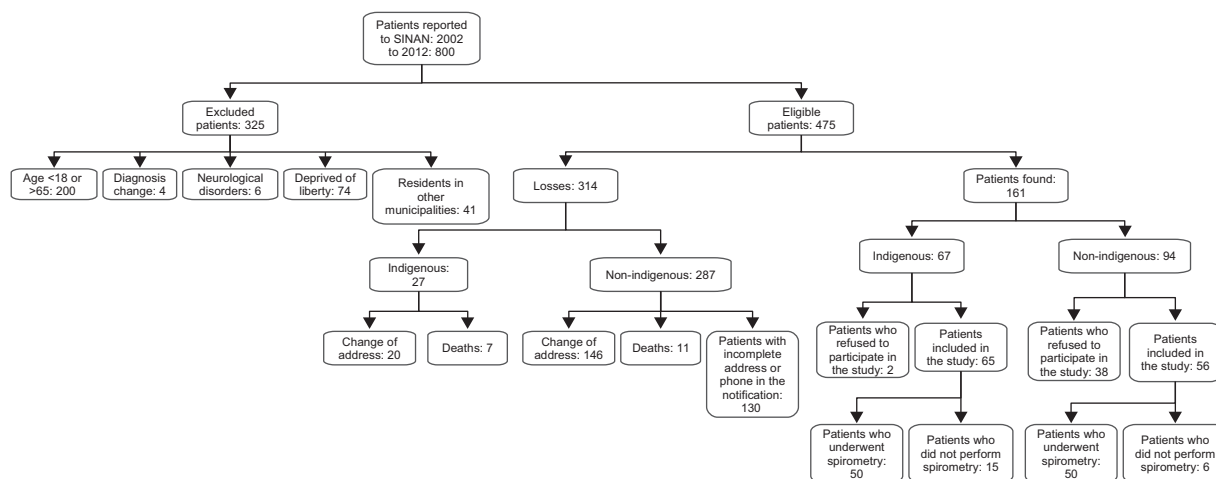 Patients reported
to SINAN: 2002
to 2012: 800
Excluded
patients: 325
Eligible
patients: 475
Age <18 or
>65: 200
Diagnosis
change: 4
Neurological
disorders: 6
Deprived of
liberty: 74
Residents in
other
municipalities: 41
Losses: 314
Patients found:
161
Indigenous:
27
Non-indigenous: 287
Indigenous: 67
Non-indigenous: 94
Change of
address: 20
Deaths: 7
Change of
address: 146
Deaths: 11
Patients with
incomplete
address or
phone in the
notification:
130
Patients who
refused to
participate in
the study: 2
Patients
included in
the study: 65
Patients who
refused to
participate in
the study: 38
Patients
included in
the study: 56
Patients who
underwent
spirometry:
50
Patients who
did not perform
spirometry: 15
Patients who
underwent
spirometry:
50
Patients who
did not perform
spirometry: 6